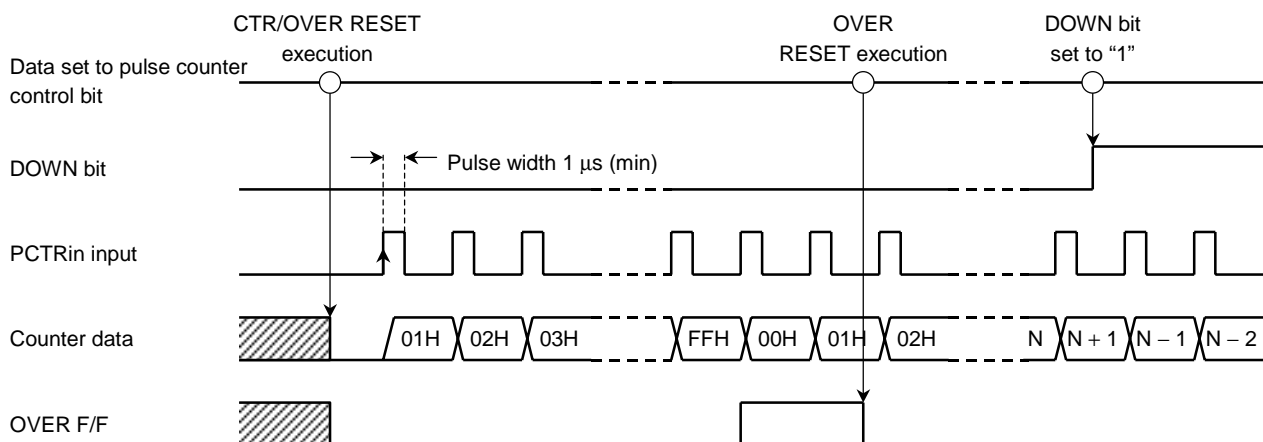 CTR/OVER RESET
execution
OVER
RESET execution
DOWN bit
set to “1”
Data set to pulse counter
control bit
DOWN bit
Pulse width 1 μs (min)
PCTRin input
Counter data
01H 02H 03H FFH 00H 01H 02H N N + 1 N − 1 N − 2
OVER F/F